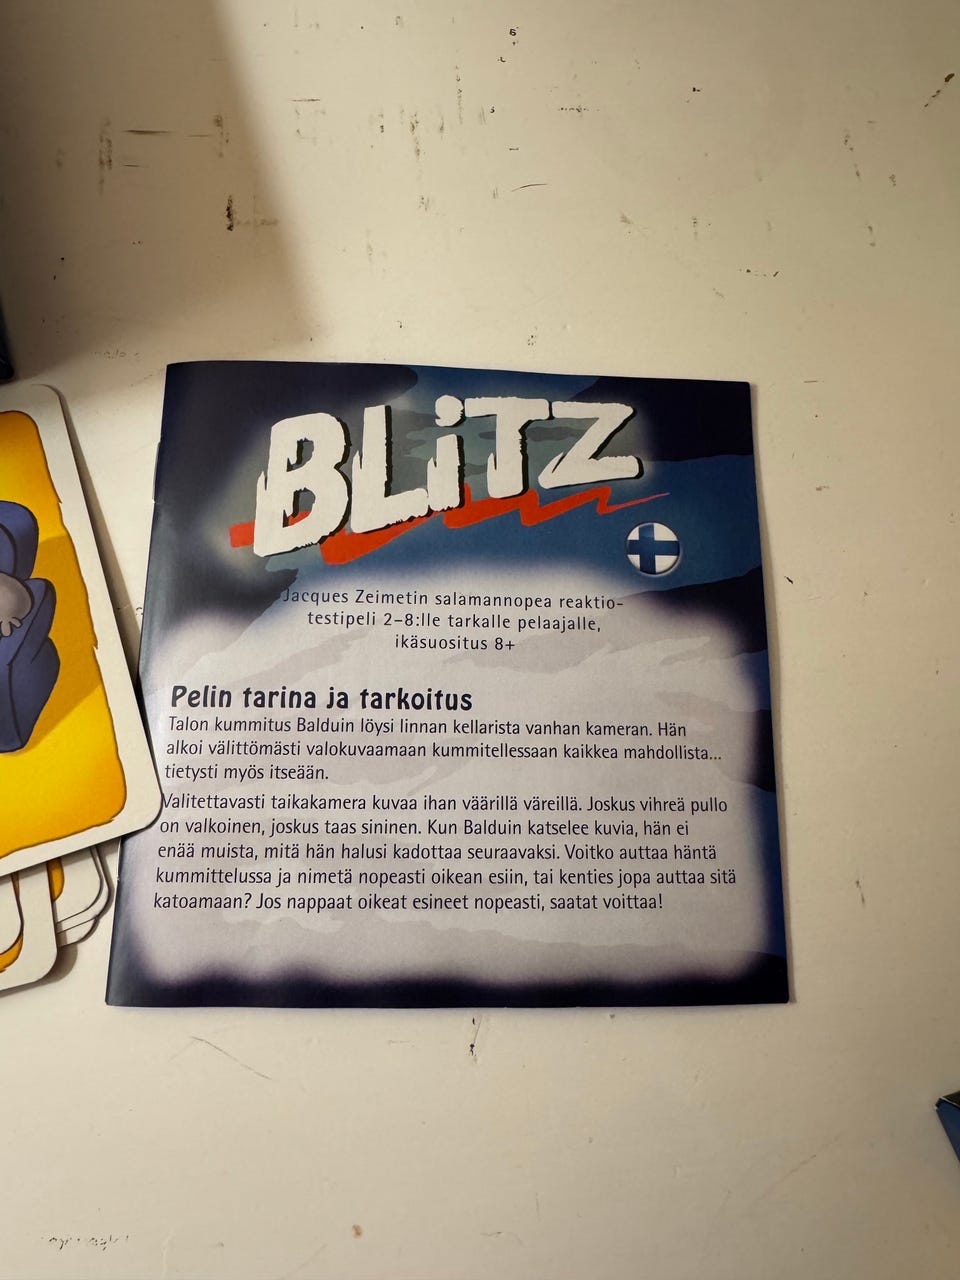 BLiTZ
Jacques Zeimetin salamannopea reaktio-
testipeli 2–8:lle tarkalle pelaajalle,
ikäsuositus 8+
Pelin tarina ja tarkoitus
Talon kummitus Balduin löysi linnan kellarista vanhan kameran. Hän
alkoi välittömästi valokuvaamaan kummitellessaan kaikkea mahdollista...
tietysti myös itseään.
Valitettavasti taikakamera kuvaa ihan väärillä väreillä. Joskus vihreä pullo
on valkoinen, joskus taas sininen. Kun Balduin katselee kuvia, hän ei
enää muista, mitä hän halusi kadottaa seuraavaksi. Voitko auttaa häntä
kummittelussa ja nimetä nopeasti oikean esiin, tai kenties jopa auttaa sitä
katoamaan? Jos nappaat oikeat esineet nopeasti, saatat voittaa!